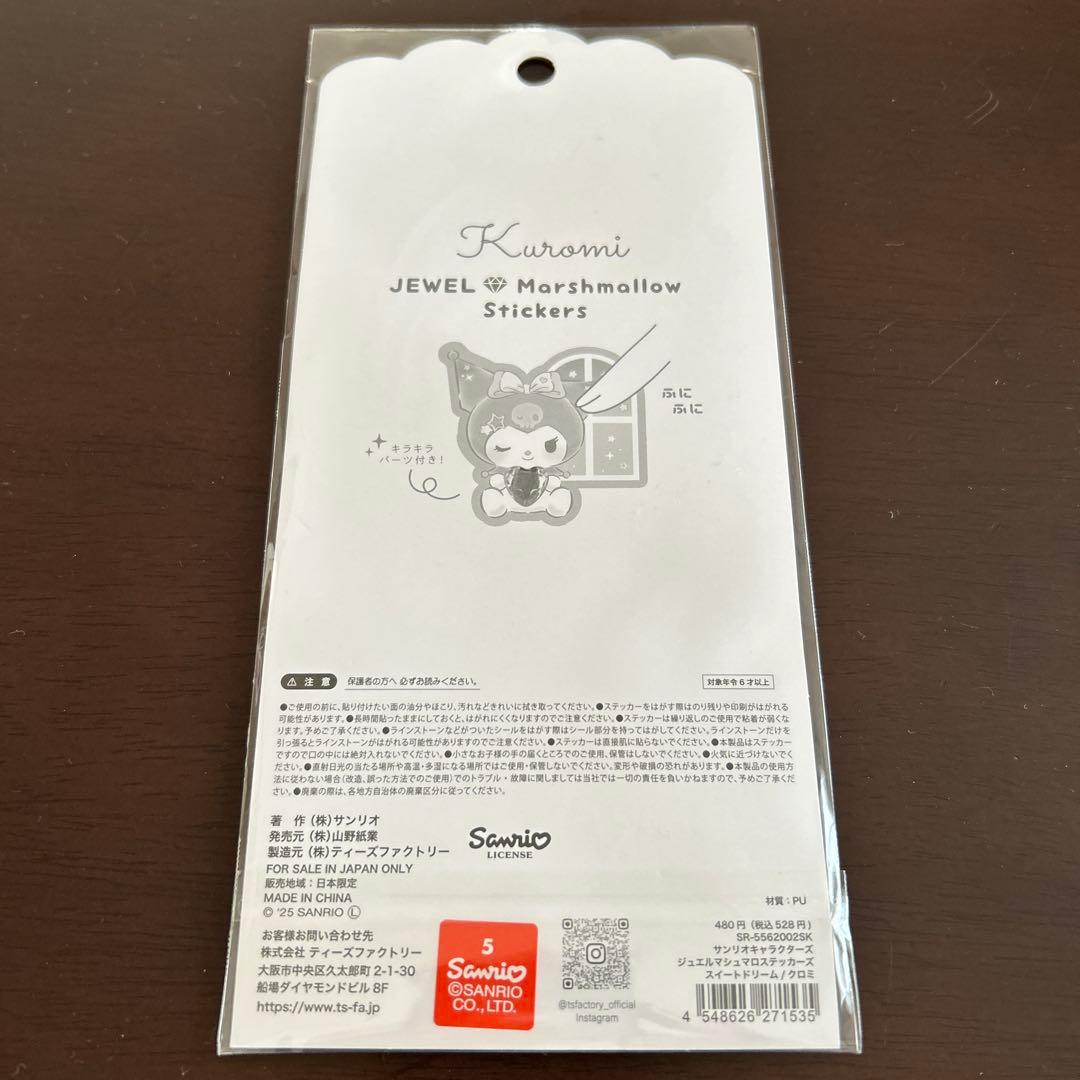 Kuromi
JEWEL Marshmallow
Stickers
ふに
ふに
キラキラ
パーツ付き!
⚠ 注意 保護者の方へ 必ずお読みください。
対象年令6才以上
●ご使用の前に、貼り付けたい面の油分やほこり、汚れなどきれいに拭き取ってください。●ステッカーをはがす際はのり残りや印刷がはがれる
可能性があります。●長時間貼ったままにしておくと、はがれにくくなりますのでご注意ください。●ステッカーは繰り返しのご使用で粘着が弱くな
ります。予めご了承ください。●ラインストーンなどがついたシールをはがす際はシール部分を持ってはがしてください。ラインストーンだけを
引っ張るとラインストーンがはがれる可能性がありますのでご注意ください。●ステッカーは直接肌に貼らないでください。●本製品はステッカー
ですので口の中には絶対入れないでください。●小さなお子様の手の届くところでのご使用、保管はしないでください。●火気に近づけないでくだ
さい。●直射日光の当たる場所や高温・多湿になる場所ではご使用・保管しないでください。変形や破損の恐れがあります。●本製品の使用方
法に従わない場合(改造、誤った方法でのご使用)でのトラブル・故障に関しましては当社では一切の責任を負いかねますので、予めご了承くだ
さい。●廃棄の際は、各地方自治体の廃棄区分に従ってください。
著 作 (株)サンリオ
発売元 (株)山野紙業
製造元 (株)ティーズファクトリー
Sanrio
LICENSE
FOR SALE IN JAPAN ONLY
販売地域:日本限定
MADE IN CHINA
© '25 SANRIO Ⓛ
材質:PU
お客様お問い合わせ先
株式会社 ティーズファクトリー
大阪市中央区久太郎町 2-1-30
船場ダイヤモンドビル 8F
https://www.ts-fa.jp
5
Sanrio
©SANRIO
CO., LTD.
@tsfactory_official
Instagram
480円(税込528円)
SR-5562002SK
サンリオキャラクターズ
ジュエルマシュマロステッカーズ
スイートドリーム/クロミ
4 548626 271535